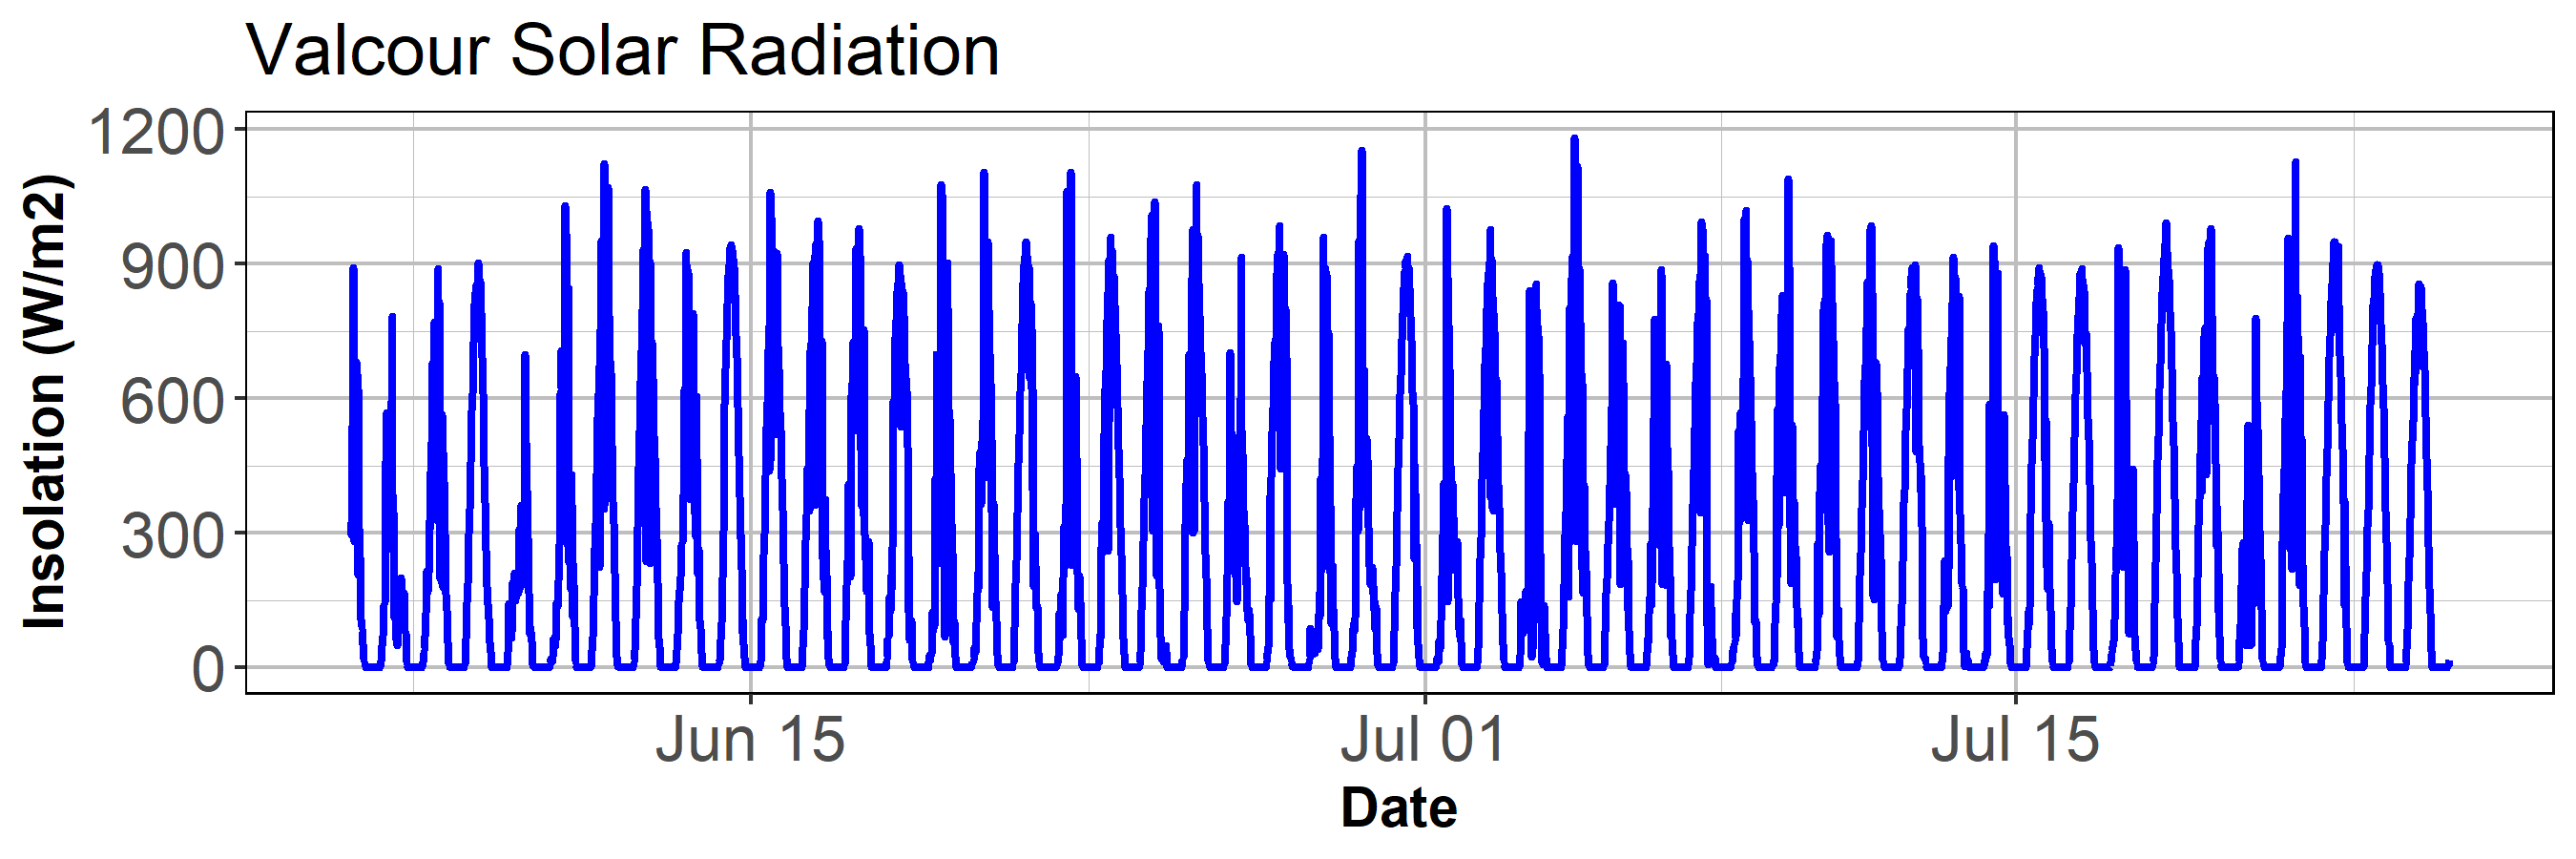 Valcour Solar Radiation
1200
900
600
300
0
Insolation (W/m2)
Jun 15
Jul 01
Jul 15
Date